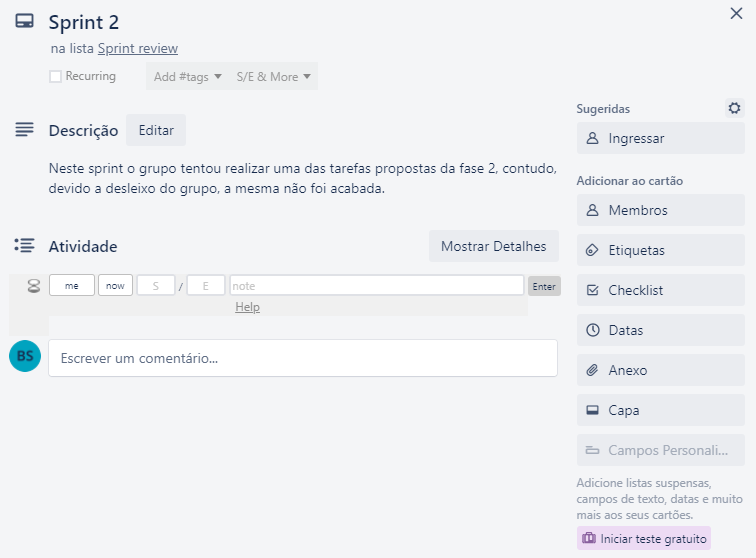 Sprint 2
na lista Sprint review
Recurring
Add #tags
S/E & More
Descrição
Editar
Neste sprint o grupo tentou realizar uma das tarefas propostas da fase 2, contudo,
devido a desleixo do grupo, a mesma não foi acabada.
Atividade
Mostrar Detalhes
me
now
S
/
E
note
Enter
Help
BS
Escrever um comentário...
Sugeridas
Ingressar
Adicionar ao cartão
Membros
Etiquetas
Checklist
Datas
Anexo
Capa
Campos Personali...
Adicione listas suspensas,
campos de texto, datas e muito
mais aos seus cartões.
Iniciar teste gratuito